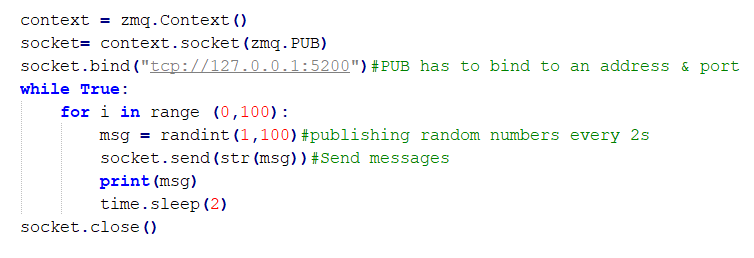 context = zmq.Context()
socket= context.socket(zmq.PUB)
socket.bind("tcp://127.0.0.1:5200")#PUB has to bind to an address & port
while True:
    for i in range (0,100):
        msg = randint(1,100)#publishing random numbers every 2s
        socket.send(str(msg))#Send messages
        print(msg)
        time.sleep(2)
socket.close()